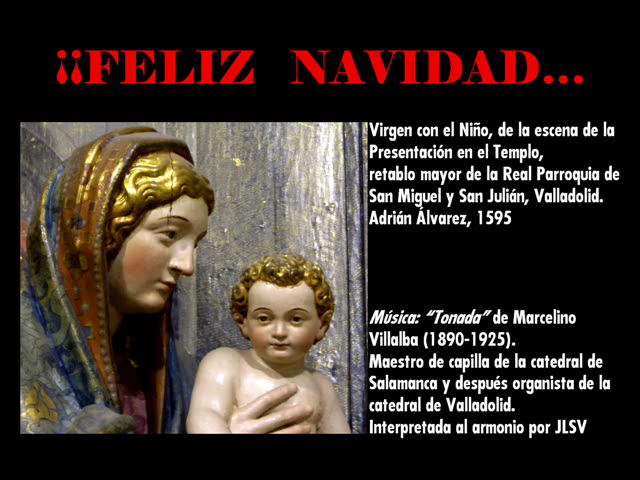 ¡¡FELIZ NAVIDAD...
Virgen con el Niño, de la escena de la
Presentación en el Templo,
retablo mayor de la Real Parroquia de
San Miguel y San Julián, Valladolid.
Adrián Álvarez, 1595
Música: “Tonada” de Marcelino
Villalba (1890-1925).
Maestro de capilla de la catedral de
Salamanca y después organista de la
catedral de Valladolid.
Interpretada al armonio por JLSV